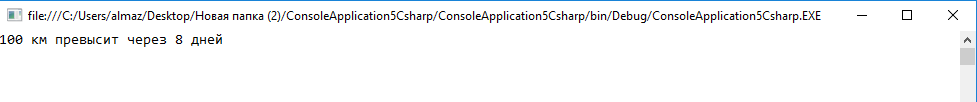 file:///C:/Users/almaz/Desktop/Новая папка (2)/ConsoleApplication5Csharp/ConsoleApplication5Csharp/bin/Debug/ConsoleApplication5Csharp.EXE
100 км превысит через 8 дней